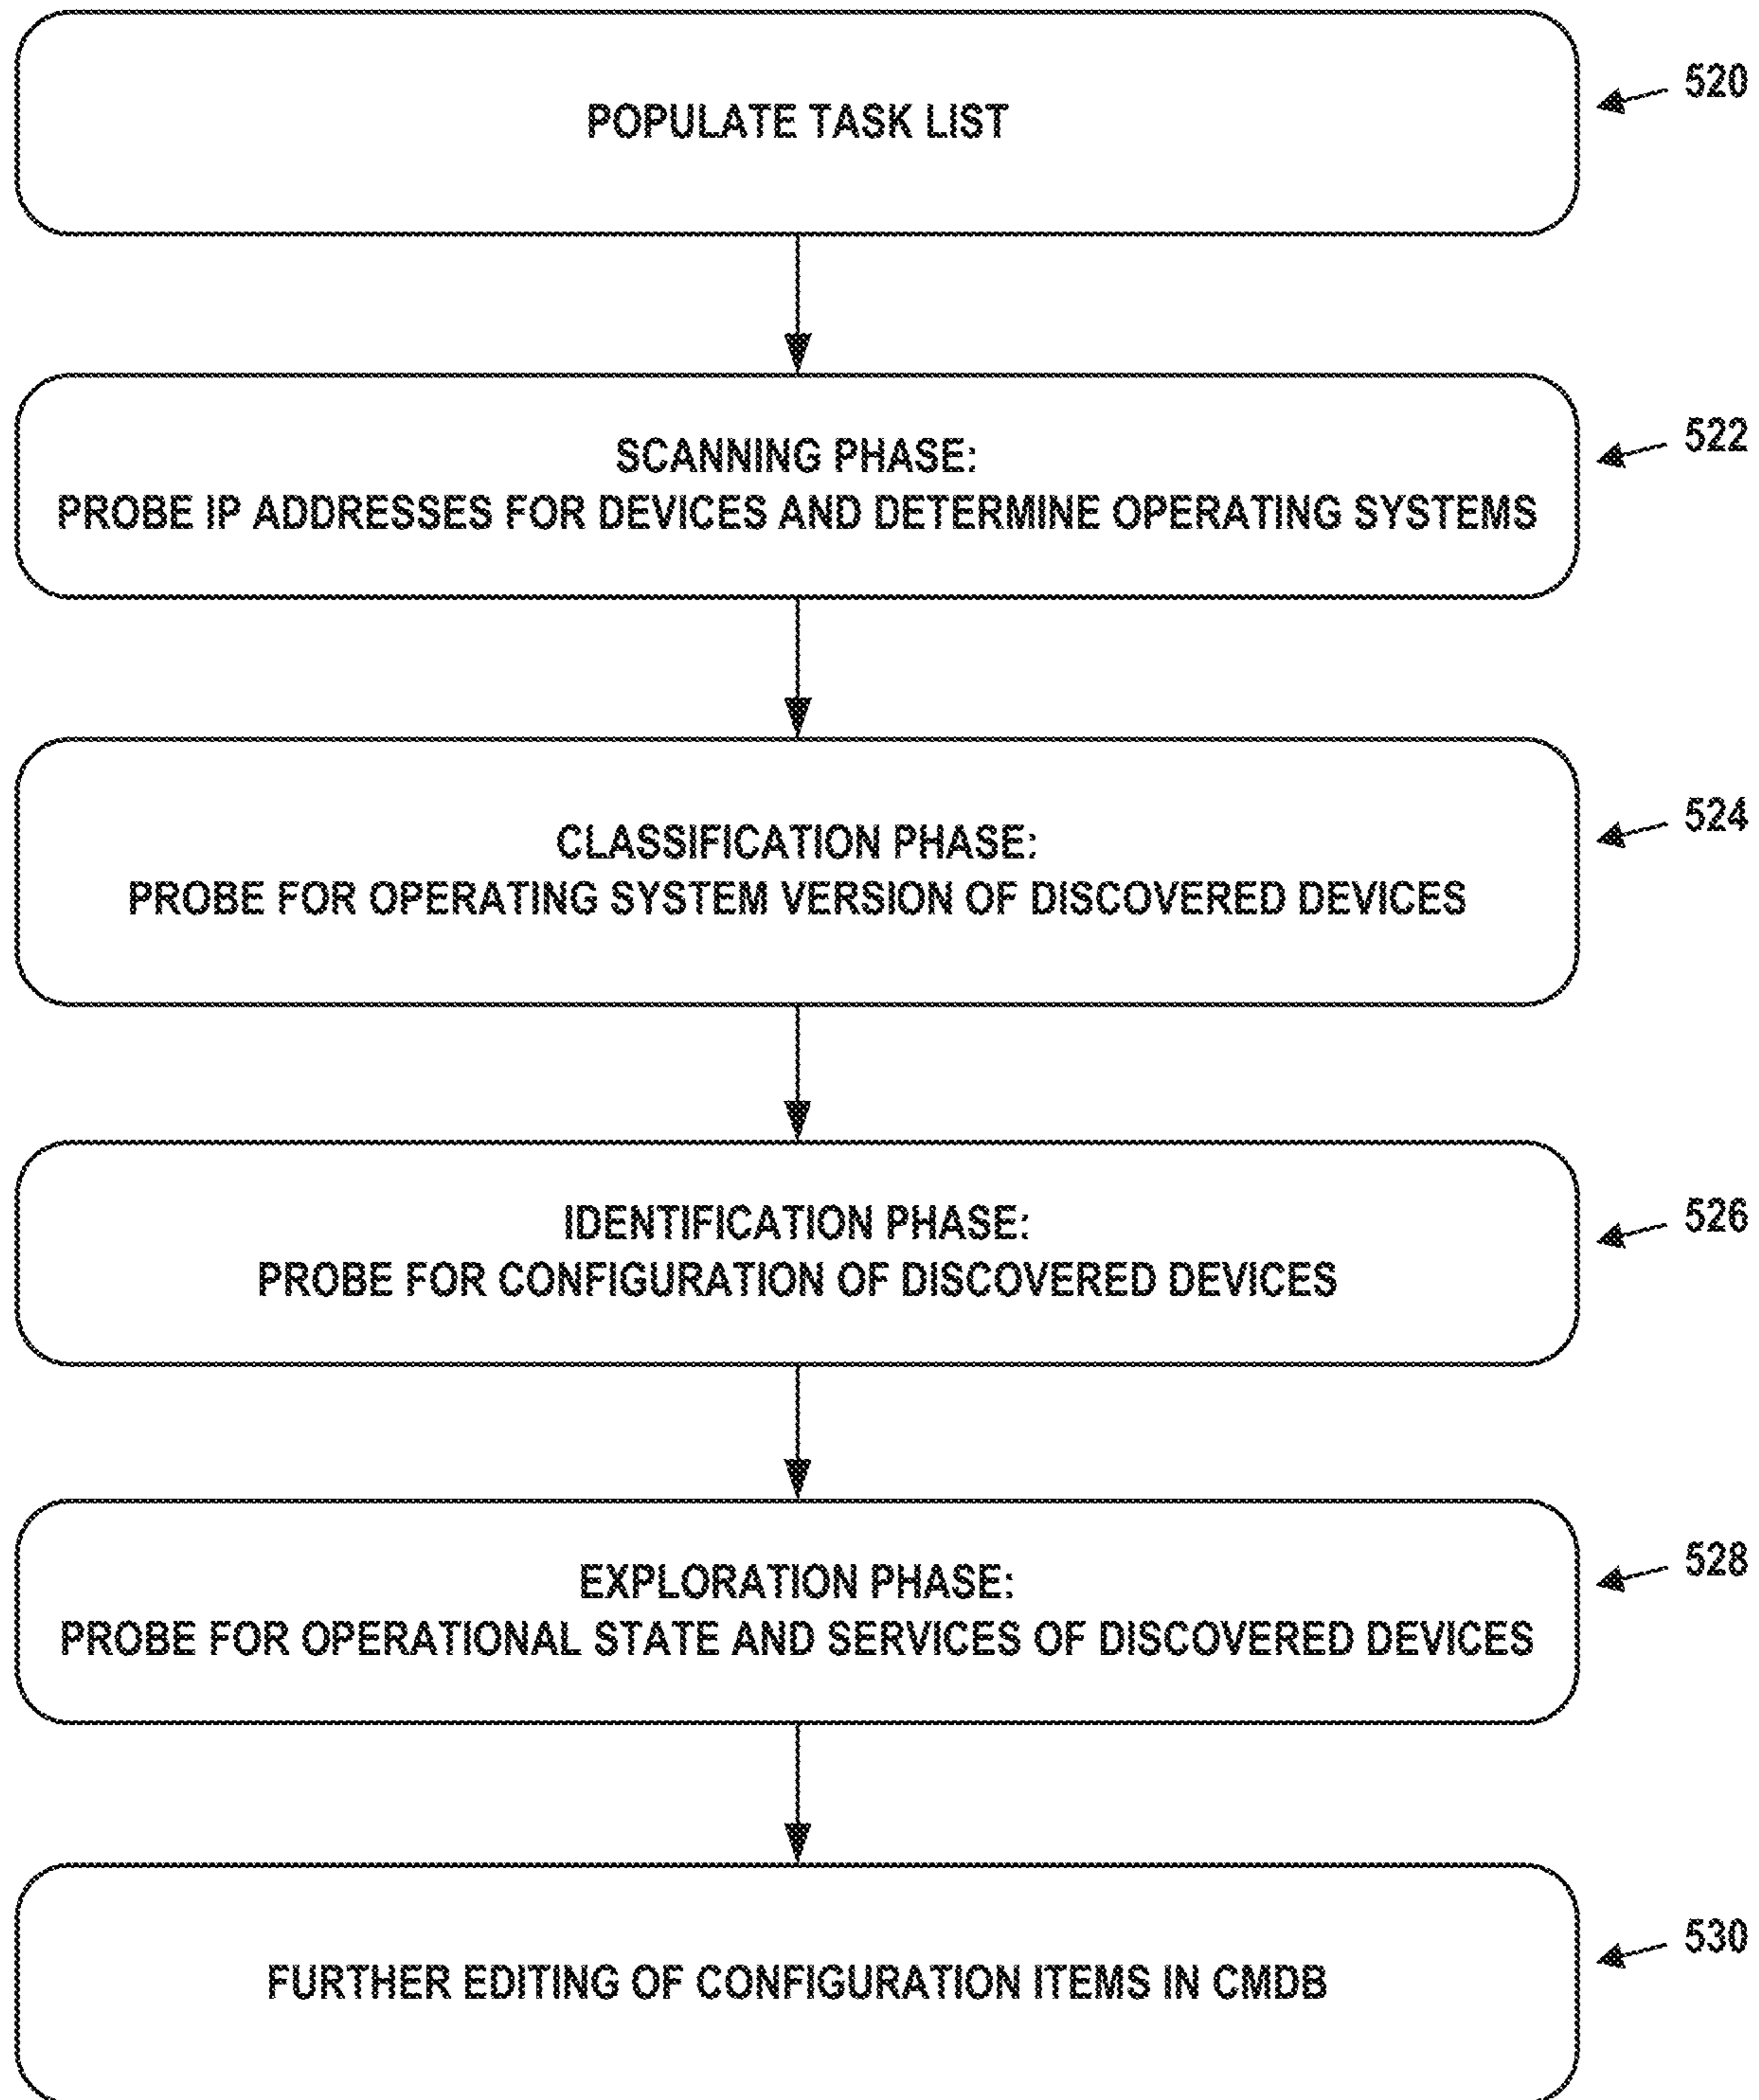 POPULATE TASK LIST
520
SCANNING PHASE:
PROBE IP ADDRESSES FOR DEVICES AND DETERMINE OPERATING SYSTEMS
522
CLASSIFICATION PHASE:
PROBE FOR OPERATING SYSTEM VERSION OF DISCOVERED DEVICES
524
IDENTIFICATION PHASE:
PROBE FOR CONFIGURATION OF DISCOVERED DEVICES
526
EXPLORATION PHASE:
PROBE FOR OPERATIONAL STATE AND SERVICES OF DISCOVERED DEVICES
528
FURTHER EDITING OF CONFIGURATION ITEMS IN CMDB
530